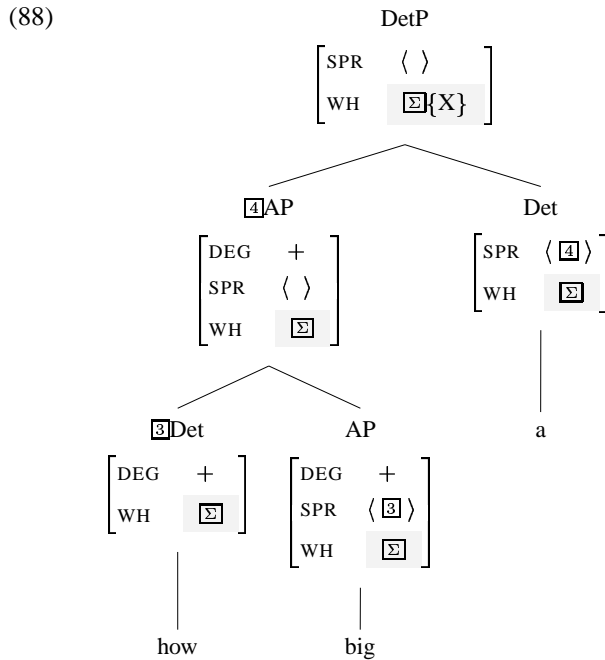 (88) DetP
SPR ⟨ ⟩
WH Σ{X}
4AP Det
DEG + SPR ⟨ 4 ⟩
SPR ⟨ ⟩ WH Σ
WH Σ
3Det AP a
DEG + DEG +
WH Σ SPR ⟨ 3 ⟩
WH Σ
how big